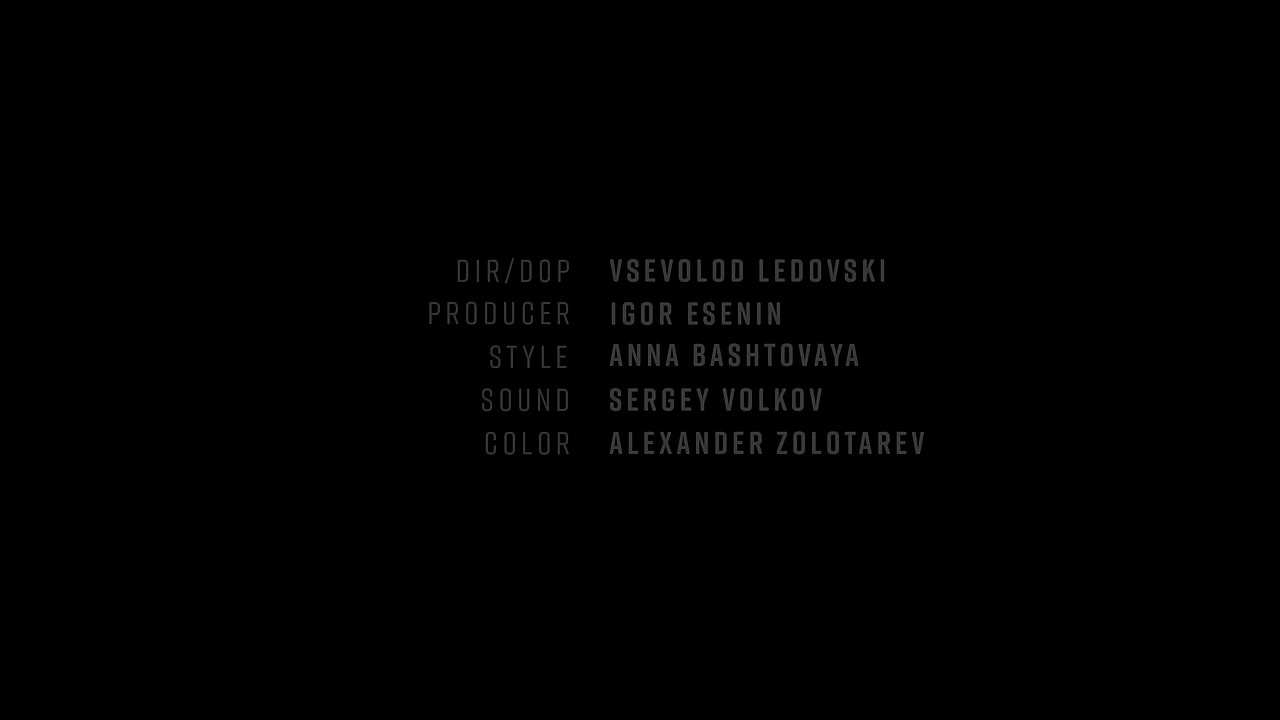 DIR/DOP VSEVOLOD LEDOVSKI
PRODUCER IGOR ESENIN
STYLE ANNA BASHTOVAYA
SOUND SERGEY VOLKOV
COLOR ALEXANDER ZOLOTAREV